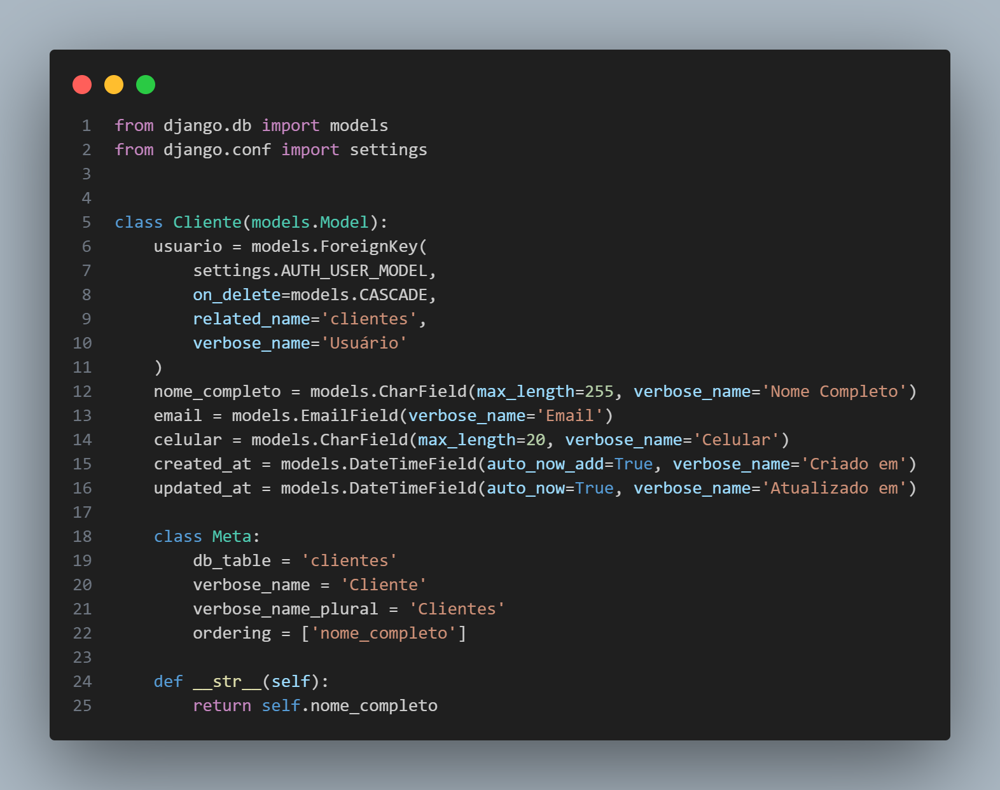 1 from django.db import models
2 from django.conf import settings
3
4
5 class Cliente(models.Model):
6     usuario = models.ForeignKey(
7         settings.AUTH_USER_MODEL,
8         on_delete=models.CASCADE,
9         related_name='clientes',
10         verbose_name='Usuário'
11     )
12     nome_completo = models.CharField(max_length=255, verbose_name='Nome Completo')
13     email = models.EmailField(verbose_name='Email')
14     celular = models.CharField(max_length=20, verbose_name='Celular')
15     created_at = models.DateTimeField(auto_now_add=True, verbose_name='Criado em')
16     updated_at = models.DateTimeField(auto_now=True, verbose_name='Atualizado em')
17
18     class Meta:
19         db_table = 'clientes'
20         verbose_name = 'Cliente'
21         verbose_name_plural = 'Clientes'
22         ordering = ['nome_completo']
23
24     def __str__(self):
25         return self.nome_completo